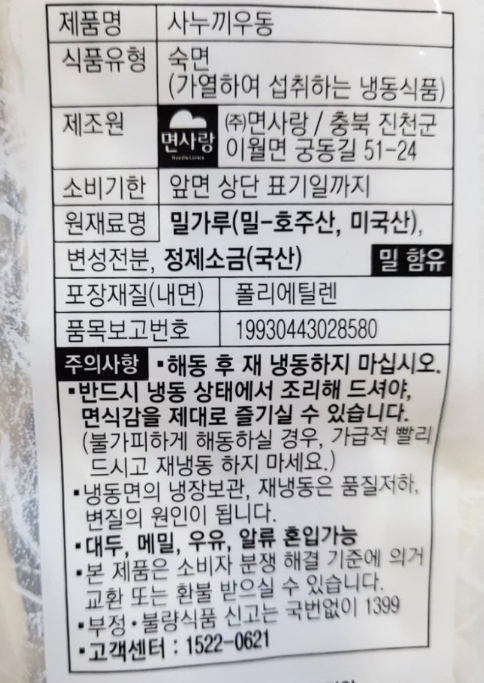 제품명 사누끼우동
식품유형 숙면
(가열하여 섭취하는 냉동식품)
제조원 면사랑 Noodle Lovers ㈜면사랑 / 충북 진천군
이월면 궁동길 51-24
소비기한 앞면 상단 표기일까지
원재료명 밀가루(밀-호주산, 미국산),
변성전분, 정제소금(국산) 밀 함유
포장재질(내면) 폴리에틸렌
품목보고번호 19930443028580
주의사항 ▪해동 후 재 냉동하지 마십시오.
▪반드시 냉동 상태에서 조리해 드셔야,
면식감을 제대로 즐기실 수 있습니다.
(불가피하게 해동하실 경우, 가급적 빨리
드시고 재냉동 하지 마세요.)
▪냉동면의 냉장보관, 재냉동은 품질저하,
변질의 원인이 됩니다.
▪대두, 메밀, 우유, 알류 혼입가능
▪본 제품은 소비자 분쟁 해결 기준에 의거
교환 또는 환불 받으실 수 있습니다.
▪부정·불량식품 신고는 국번없이 1399
▪고객센터 : 1522-0621